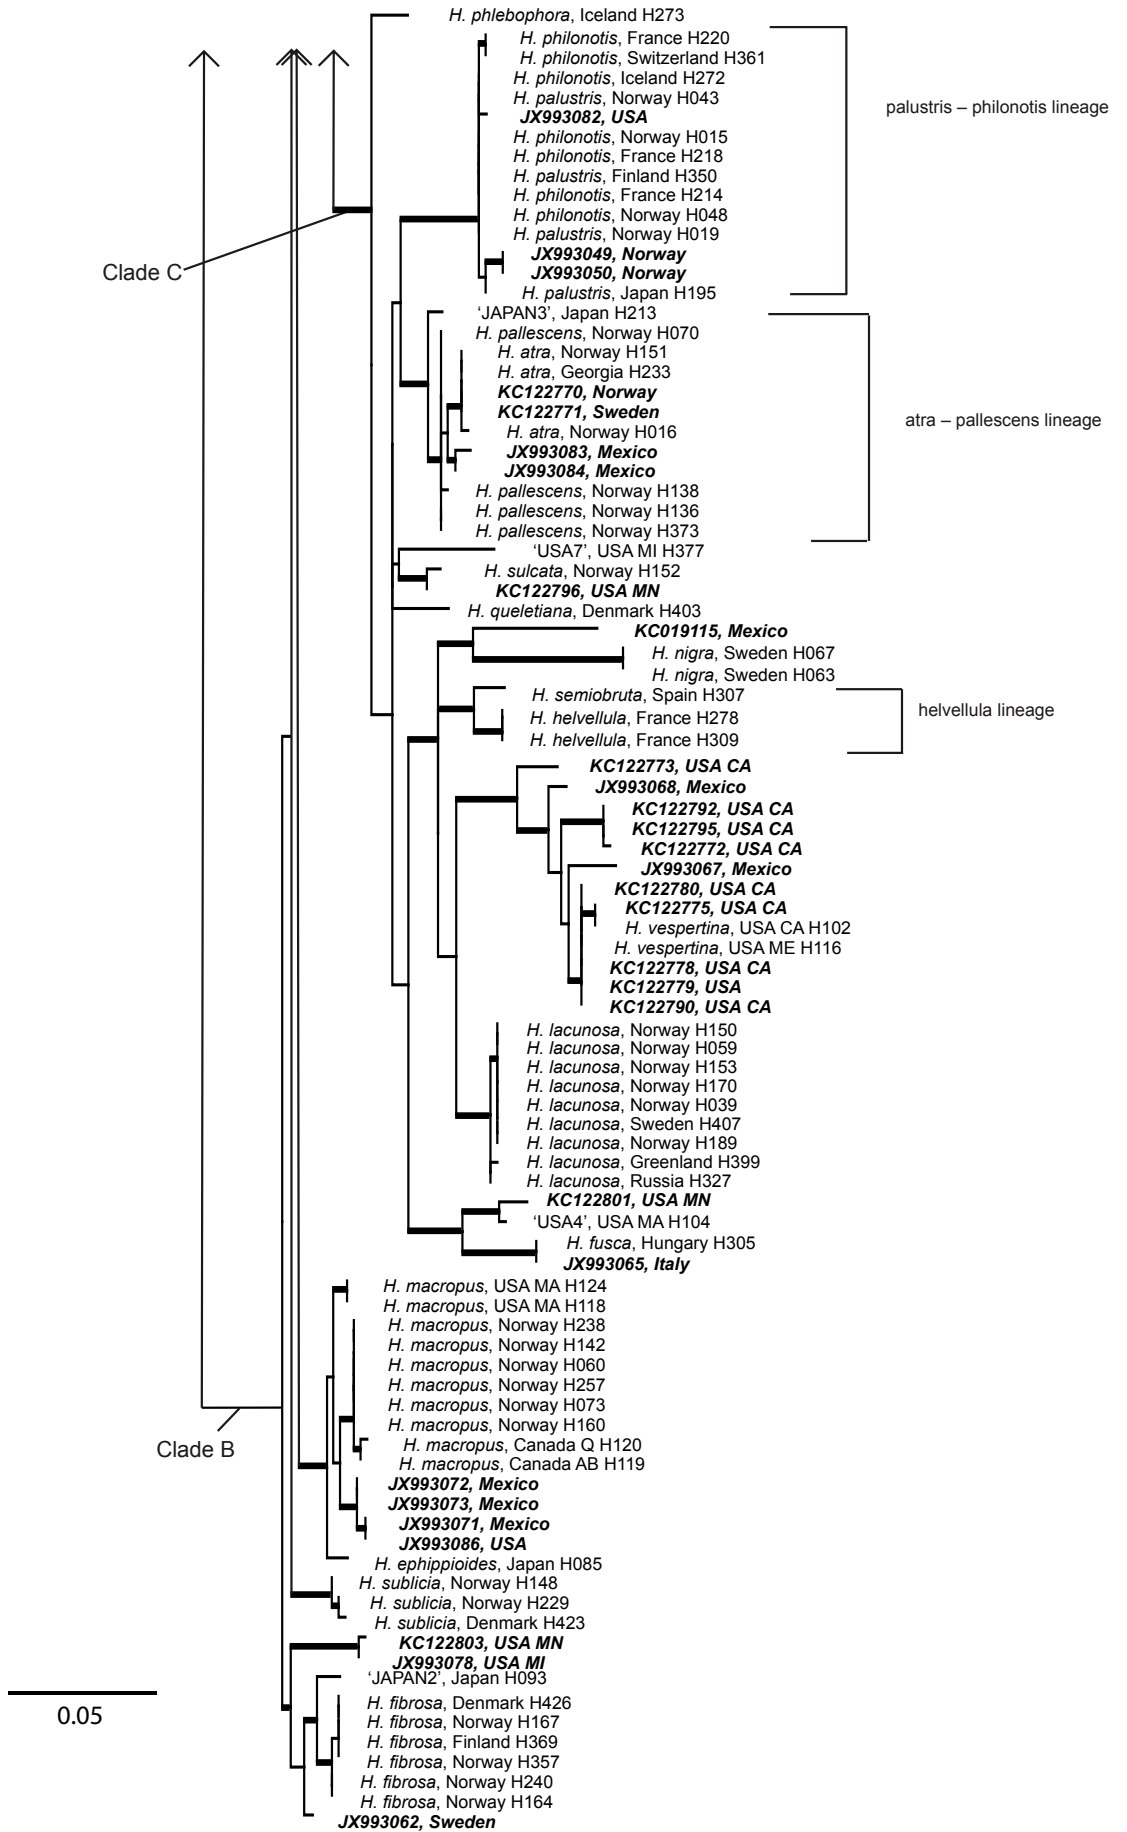 H. phlebophora, Iceland H273
H. philonotis, France H220
H. philonotis, Switzerland H361
H. philonotis, Iceland H272
H. palustris, Norway H043
palustris – philonotis lineage
JX993082, USA
H. philonotis, Norway H015
H. philonotis, France H218
H. palustris, Finland H350
H. philonotis, France H214
H. philonotis, Norway H048
H. palustris, Norway H019
JX993049, Norway
Clade C
JX993050, Norway
H. palustris, Japan H195
‘JAPAN3’, Japan H213
H. pallescens, Norway H070
H. atra, Norway H151
H. atra, Georgia H233
KC122770, Norway
KC122771, Sweden
atra – pallescens lineage
H. atra, Norway H016
JX993083, Mexico
JX993084, Mexico
H. pallescens, Norway H138
H. pallescens, Norway H136
H. pallescens, Norway H373
‘USA7’, USA MI H377
H. sulcata, Norway H152
KC122796, USA MN
H. queletiana, Denmark H403
KC019115, Mexico
H. nigra, Sweden H067
H. nigra, Sweden H063
H. semiobruta, Spain H307
helvellula lineage
H. helvellula, France H278
H. helvellula, France H309
KC122773, USA CA
JX993068, Mexico
KC122792, USA CA
KC122795, USA CA
KC122772, USA CA
JX993067, Mexico
KC122780, USA CA
KC122775, USA CA
H. vespertina, USA CA H102
H. vespertina, USA ME H116
KC122778, USA CA
KC122779, USA
KC122790, USA CA
H. lacunosa, Norway H150
H. lacunosa, Norway H059
H. lacunosa, Norway H153
H. lacunosa, Norway H170
H. lacunosa, Norway H039
H. lacunosa, Sweden H407
H. lacunosa, Norway H189
H. lacunosa, Greenland H399
H. lacunosa, Russia H327
KC122801, USA MN
‘USA4’, USA MA H104
H. fusca, Hungary H305
JX993065, Italy
H. macropus, USA MA H124
H. macropus, USA MA H118
H. macropus, Norway H238
H. macropus, Norway H142
H. macropus, Norway H060
H. macropus, Norway H257
H. macropus, Norway H073
H. macropus, Norway H160
Clade B
H. macropus, Canada Q H120
H. macropus, Canada AB H119
JX993072, Mexico
JX993073, Mexico
JX993071, Mexico
JX993086, USA
H. ephippioides, Japan H085
H. sublicia, Norway H148
H. sublicia, Norway H229
H. sublicia, Denmark H423
KC122803, USA MN
JX993078, USA MI
‘JAPAN2’, Japan H093
H. fibrosa, Denmark H426
0.05
H. fibrosa, Norway H167
H. fibrosa, Finland H369
H. fibrosa, Norway H357
H. fibrosa, Norway H240
H. fibrosa, Norway H164
JX993062, Sweden